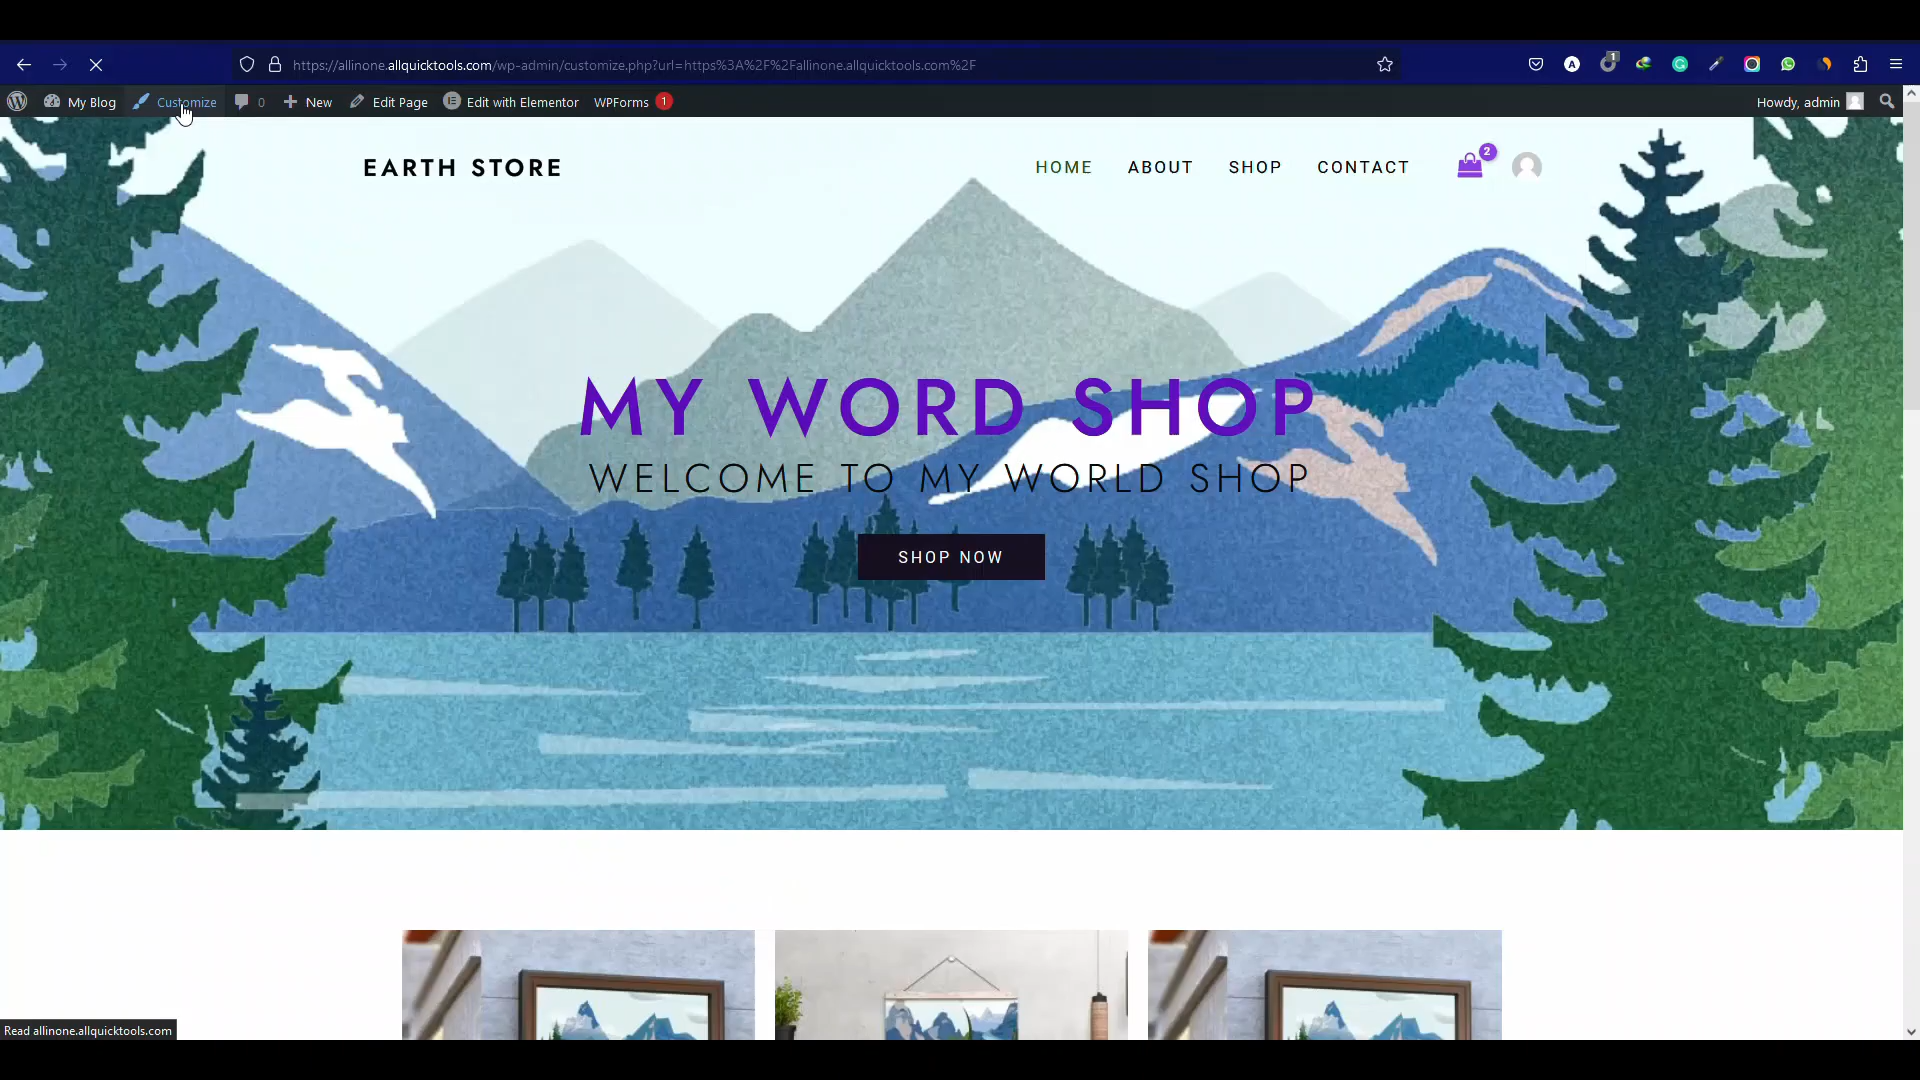 https://allinone.allquicktools.com/wp-admin/customize.php?url=https%3A%2F%2Fallinone.allquicktools.com%2F
1
My Blog Customize 0 New Edit Page Edit with Elementor WPForms 1 Howdy, admin
EARTH STORE HOME ABOUT SHOP CONTACT 2
MY WORD SHOP
WELCOME TO MY WORLD SHOP
SHOP NOW
Read allinone.allquicktools.com